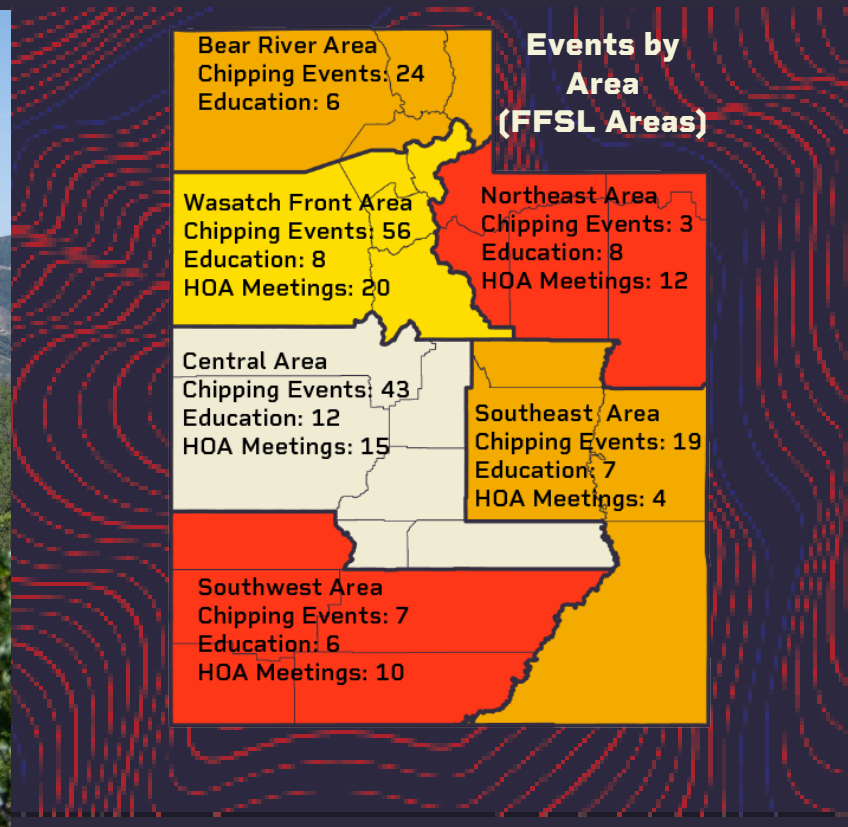 Events by
Area
(FFSL Areas)
Bear River Area
Chipping Events: 24
Education: 6
Wasatch Front Area
Chipping Events: 56
Education: 8
HOA Meetings: 20
Northeast Area
Chipping Events: 3
Education: 8
HOA Meetings: 12
Central Area
Chipping Events: 43
Education: 12
HOA Meetings: 15
Southeast Area
Chipping Events: 19
Education: 7
HOA Meetings: 4
Southwest Area
Chipping Events: 7
Education: 6
HOA Meetings: 10